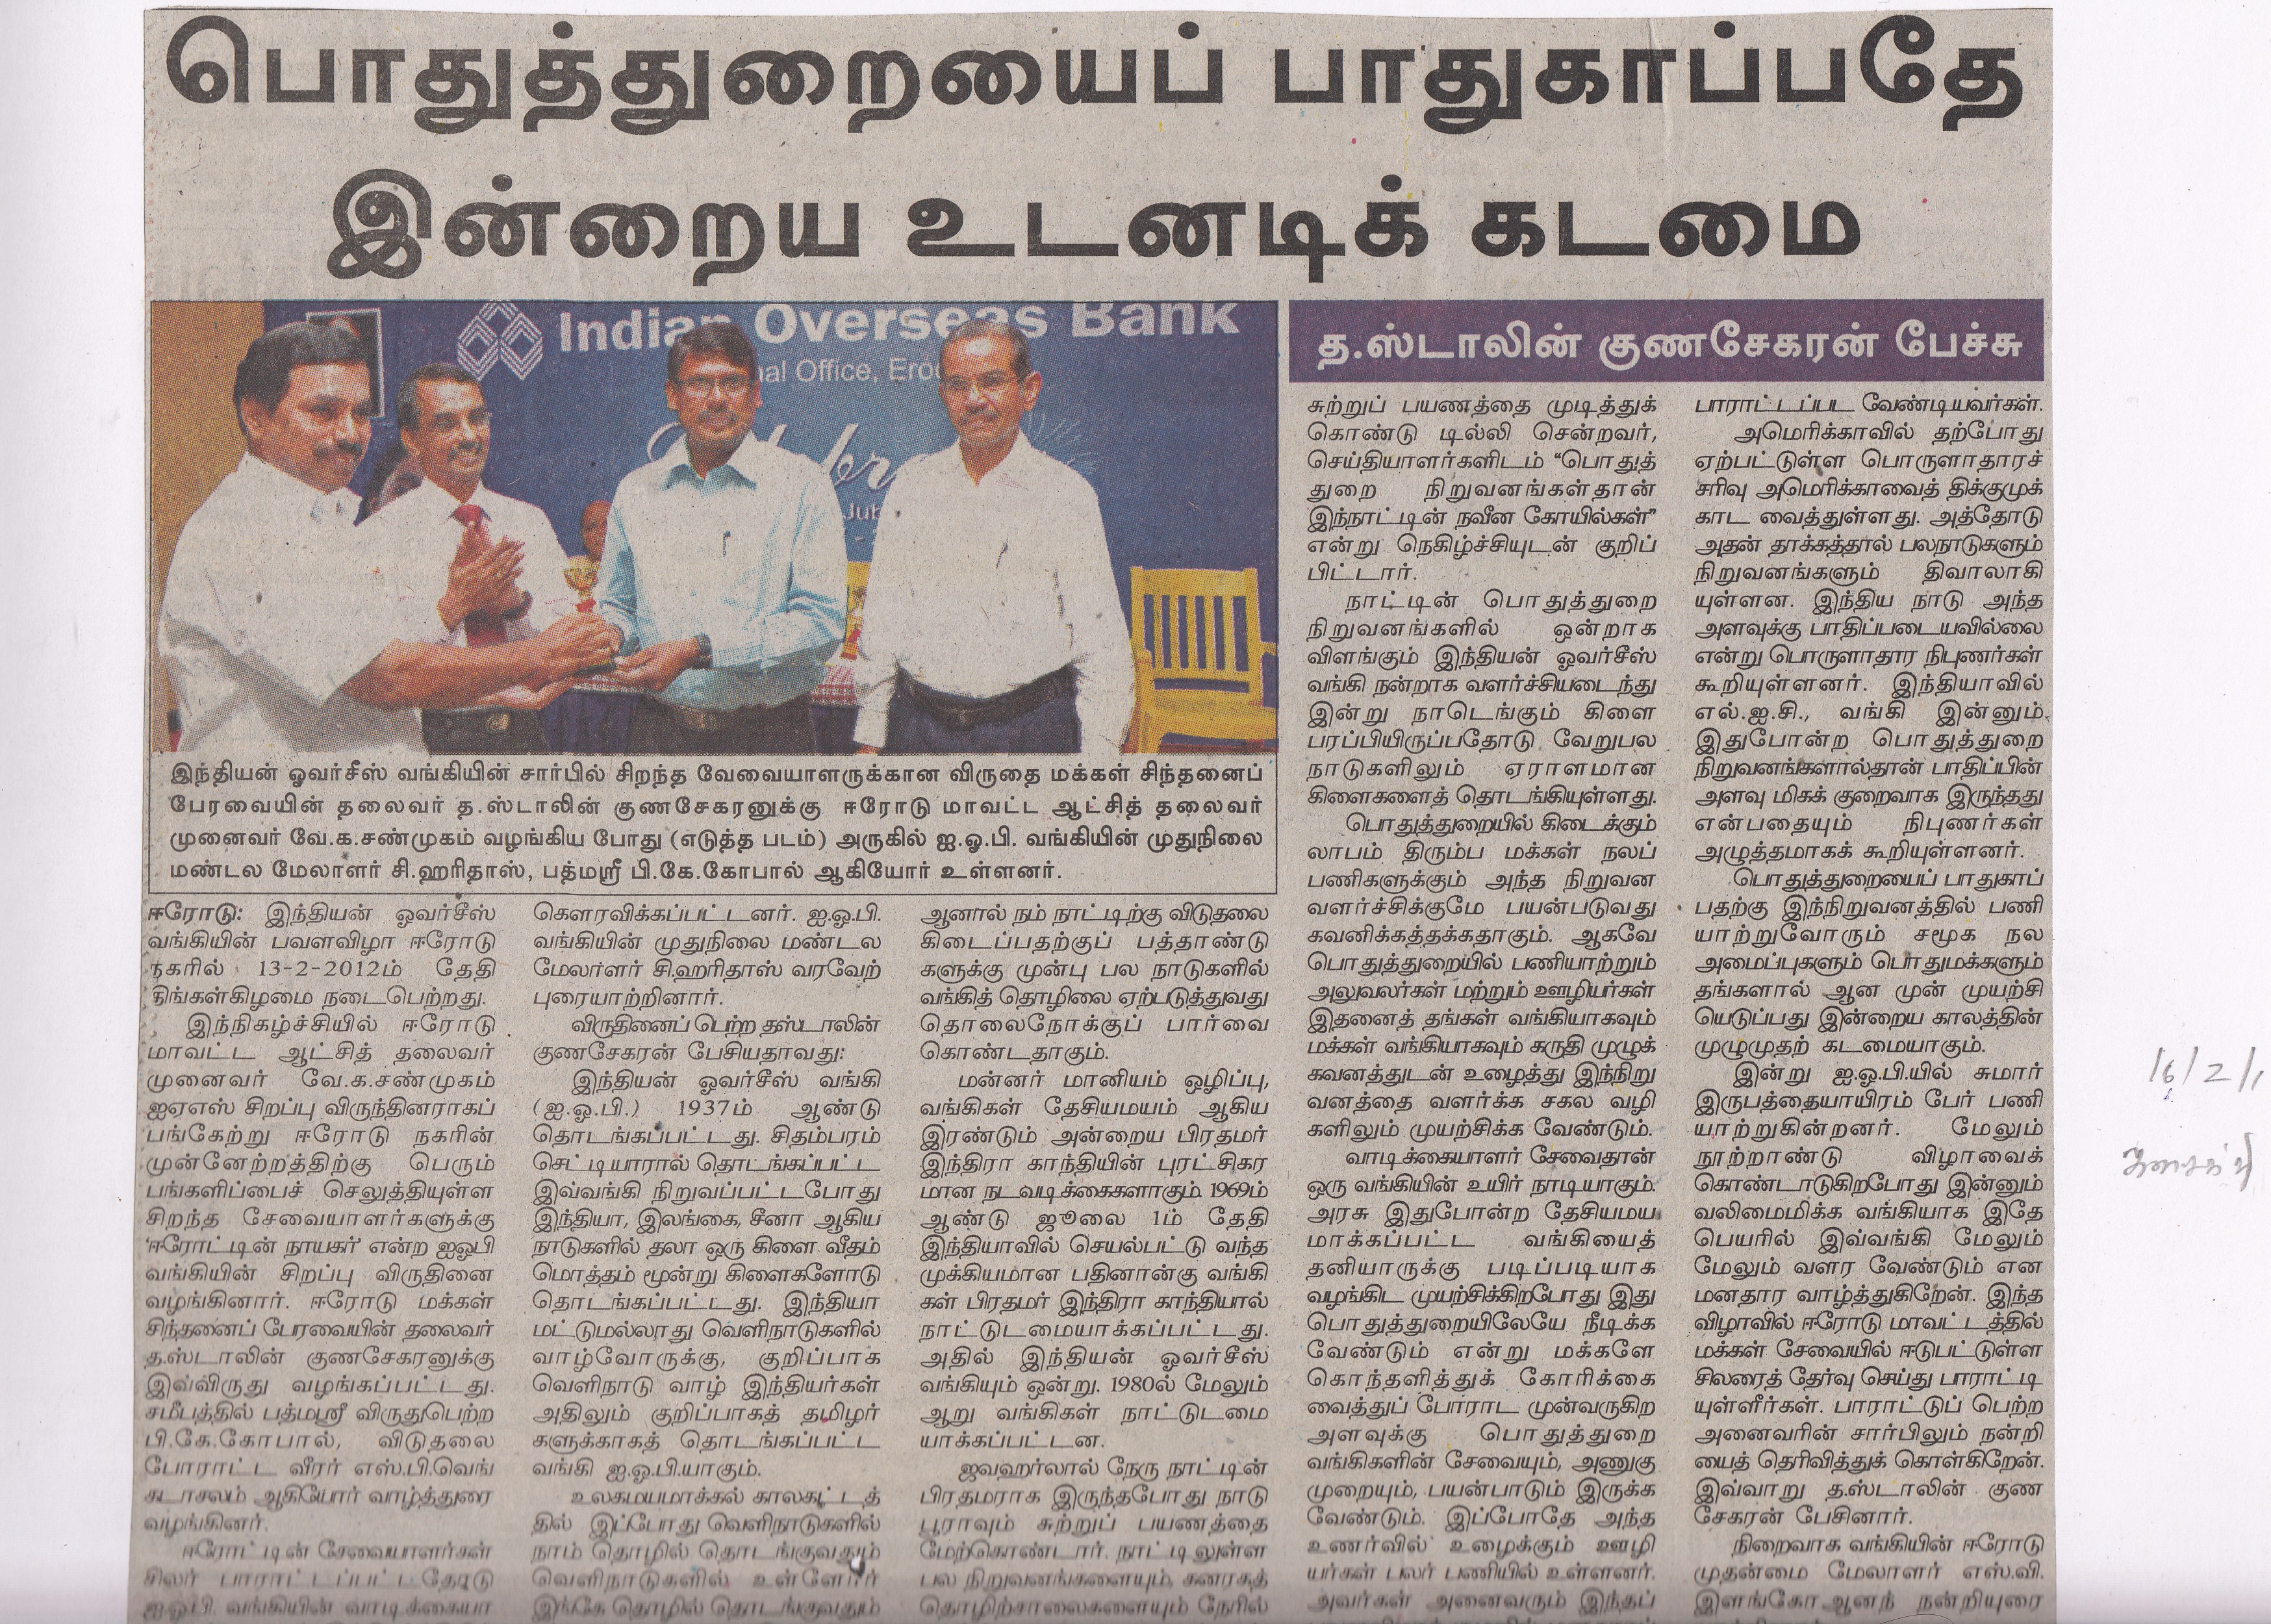 பொதுத்துறையைப் பாதுகாப்பதே
இன்றைய உடனடிக் கடமை
Indian Overseas Bank
Office, Erod
த.ஸ்டாலின் குணசேகரன் பேச்சு
இந்தியன் ஓவர்சீஸ் வங்கியின் சார்பில் சிறந்த வேவையாளருக்கான விருதை மக்கள் சிந்தனைப்
பேரவையின் தலைவர் த.ஸ்டாலின் குணசேகரனுக்கு ஈரோடு மாவட்ட ஆட்சித் தலைவர்
முனைவர் வே.க.சண்முகம் வழங்கிய போது (எடுத்த படம்) அருகில் ஐ.ஓ.பி. வங்கியின் முதுநிலை
மண்டல மேலாளர் சி.ஹரிதாஸ், பத்மஸ்ரீ பி.கே.கோபால் ஆகியோர் உள்ளனர்.
ஈரோடு: இந்தியன் ஓவர்சீஸ்
வங்கியின் பவளவிழா ஈரோடு
நகரில் 13-2-2012ம் தேதி
திங்கள்கிழமை நடைபெற்றது.
இந்நிகழ்ச்சியில் ஈரோடு
மாவட்ட ஆட்சித் தலைவர்
முனைவர் வே.க.சண்முகம்
ஐஏஎஸ் சிறப்பு விருந்தினராகப்
பங்கேற்று ஈரோடு நகரின்
முன்னேற்றத்திற்கு பெரும்
பங்களிப்பைச் செலுத்தியுள்ள
சிறந்த சேவையாளர்களுக்கு
'ஈரோட்டின் நாயகர்' என்ற ஐஓபி
வங்கியின் சிறப்பு விருதினை
வழங்கினார். ஈரோடு மக்கள்
சிந்தனைப் பேரவையின் தலைவர்
த.ஸ்டாலின் குணசேகரனுக்கு
இவ்விருது வழங்கப்பட்டது.
சமீபத்தில் பத்மஸ்ரீ விருதுபெற்ற
பி.கே.கோபால், விடுதலை
போராட்ட வீரர் எஸ்.பி.வெங்
கடாசலம் ஆகியோர் வாழ்த்துரை
வழங்கினர்.
ஈரோட்டின் சேவையாளர்கள்
சிலர் பாராட்டப்பட்டதோடு
ஐ.ஓ.பி. வங்கியின் வாடிக்கையா
கௌரவிக்கப்பட்டனர். ஐ.ஓ.பி.
வங்கியின் முதுநிலை மண்டல
மேலாளர் சி.ஹரிதாஸ் வரவேற்
புரையாற்றினார்.
விருதினைப் பெற்ற த.ஸ்டாலின்
குணசேகரன் பேசியதாவது:
இந்தியன் ஓவர்சீஸ் வங்கி
(ஐ.ஓ.பி.) 1937ம் ஆண்டு
தொடங்கப்பட்டது. சிதம்பரம்
செட்டியாரால் தொடங்கப்பட்ட
இவ்வங்கி நிறுவப்பட்டபோது
இந்தியா, இலங்கை, சீனா ஆகிய
நாடுகளில் தலா ஒரு கிளை வீதம்
மொத்தம் மூன்று கிளைகளோடு
தொடங்கப்பட்டது. இந்தியா
மட்டுமல்லாது வெளிநாடுகளில்
வாழ்வோருக்கு, குறிப்பாக
வெளிநாடு வாழ் இந்தியர்கள்
அதிலும் குறிப்பாகத் தமிழர்
களுக்காகத் தொடங்கப்பட்ட
வங்கி ஐ.ஓ.பி.யாகும்.
உலகமயமாக்கல் காலகட்டத்
தில் இப்போது வெளிநாடுகளில்
நாம் தொழில் தொடங்குவதும்
வெளிநாடுகளில் உள்ளோர்
இங்கே தொழில் தொடங்குவதும்
ஆனால் நம் நாட்டிற்கு விடுதலை
கிடைப்பதற்குப் பத்தாண்டு
களுக்கு முன்பு பல நாடுகளில்
வங்கித் தொழிலை ஏற்படுத்துவது
தொலைநோக்குப் பார்வை
கொண்டதாகும்.
மன்னர் மானியம் ஒழிப்பு,
வங்கிகள் தேசியமயம் ஆகிய
இரண்டும் அன்றைய பிரதமர்
இந்திரா காந்தியின் புரட்சிகர
மான நடவடிக்கைகளாகும். 1969ம்
ஆண்டு ஜூலை 1ம் தேதி
இந்தியாவில் செயல்பட்டு வந்த
முக்கியமான பதினான்கு வங்கி
கள் பிரதமர் இந்திரா காந்தியால்
நாட்டுடமையாக்கப்பட்டது.
அதில் இந்தியன் ஓவர்சீஸ்
வங்கியும் ஒன்று. 1980ல் மேலும்
ஆறு வங்கிகள் நாட்டுடமை
யாக்கப்பட்டன.
ஜவஹர்லால் நேரு நாட்டின்
பிரதமராக இருந்தபோது நாடு
பூராவும் சுற்றுப் பயணத்தை
மேற்கொண்டார். நாட்டிலுள்ள
பல நிறுவனங்களையும், கனரகத்
தொழிற்சாலைகளையும் நேரில்
சுற்றுப் பயணத்தை முடித்துக்
கொண்டு டில்லி சென்றவர்,
செய்தியாளர்களிடம் “பொதுத்
துறை நிறுவனங்கள்தான்
இந்நாட்டின் நவீன கோயில்கள்”
என்று நெகிழ்ச்சியுடன் குறிப்
பிட்டார்.
நாட்டின் பொதுத்துறை
நிறுவனங்களில் ஒன்றாக
விளங்கும் இந்தியன் ஓவர்சீஸ்
வங்கி நன்றாக வளர்ச்சியடைந்து
இன்று நாடெங்கும் கிளை
பரப்பியிருப்பதோடு வேறுபல
நாடுகளிலும் ஏராளமான
கிளைகளைத் தொடங்கியுள்ளது.
பொதுத்துறையில் கிடைக்கும்
லாபம் திரும்ப மக்கள் நலப்
பணிகளுக்கும் அந்த நிறுவன
வளர்ச்சிக்குமே பயன்படுவது
கவனிக்கத்தக்கதாகும். ஆகவே
பொதுத்துறையில் பணியாற்றும்
அலுவலர்கள் மற்றும் ஊழியர்கள்
இதனைத் தங்கள் வங்கியாகவும்
மக்கள் வங்கியாகவும் கருதி முழுக்
கவனத்துடன் உழைத்து இந்நிறு
வனத்தை வளர்க்க சகல வழி
களிலும் முயற்சிக்க வேண்டும்.
வாடிக்கையாளர் சேவைதான்
ஒரு வங்கியின் உயிர் நாடியாகும்.
அரசு இதுபோன்ற தேசியமய
மாக்கப்பட்ட வங்கியைத்
தனியாருக்கு படிப்படியாக
வழங்கிட முயற்சிக்கிறபோது இது
பொதுத்துறையிலேயே நீடிக்க
வேண்டும் என்று மக்களே
கொந்தளித்துக் கோரிக்கை
வைத்துப் போராட முன்வருகிற
அளவுக்கு பொதுத்துறை
வங்கிகளின் சேவையும், அணுகு
முறையும், பயன்பாடும் இருக்க
வேண்டும். இப்போதே அந்த
உணர்வில் உழைக்கும் ஊழி
யர்கள் பலர் பணியில் உள்ளனர்.
அவர்கள் அனைவரும் இந்தப்
பாராட்டப்பட வேண்டியவர்கள்.
அமெரிக்காவில் தற்போது
ஏற்பட்டுள்ள பொருளாதாரச்
சரிவு அமெரிக்காவைத் திக்குமுக்
காட வைத்துள்ளது. அத்தோடு
அதன் தாக்கத்தால் பலநாடுகளும்
நிறுவனங்களும் திவாலாகி
யுள்ளன. இந்திய நாடு அந்த
அளவுக்கு பாதிப்படையவில்லை
என்று பொருளாதார நிபுணர்கள்
கூறியுள்ளனர். இந்தியாவில்
எல்.ஐ.சி., வங்கி இன்னும்
இதுபோன்ற பொதுத்துறை
நிறுவனங்களால்தான் பாதிப்பின்
அளவு மிகக் குறைவாக இருந்தது
என்பதையும் நிபுணர்கள்
அழுத்தமாகக் கூறியுள்ளனர்.
பொதுத்துறையைப் பாதுகாப்
பதற்கு இந்நிறுவனத்தில் பணி
யாற்றுவோரும் சமூக நல
அமைப்புகளும் பொதுமக்களும்
தங்களால் ஆன முன் முயற்சி
யெடுப்பது இன்றைய காலத்தின்
முழுமுதற் கடமையாகும்.
இன்று ஐ.ஓ.பி.யில் சுமார்
இருபத்தையாயிரம் பேர் பணி
யாற்றுகின்றனர். மேலும்
நூற்றாண்டு விழாவைக்
கொண்டாடுகிறபோது இன்னும்
வலிமைமிக்க வங்கியாக இதே
பெயரில் இவ்வங்கி மேலும்
மேலும் வளர வேண்டும் என
மனதார வாழ்த்துகிறேன். இந்த
விழாவில் ஈரோடு மாவட்டத்தில்
மக்கள் சேவையில் ஈடுபட்டுள்ள
சிலரைத் தேர்வு செய்து பாராட்டி
யுள்ளீர்கள். பாராட்டுப் பெற்ற
அனைவரின் சார்பிலும் நன்றி
யைத் தெரிவித்துக் கொள்கிறேன்.
இவ்வாறு த.ஸ்டாலின் குண
சேகரன் பேசினார்.
நிறைவாக வங்கியின் ஈரோடு
முதன்மை மேலாளர் எஸ்.வி.
இளங்கோ ஆனந் நன்றியுரை
16/2/1